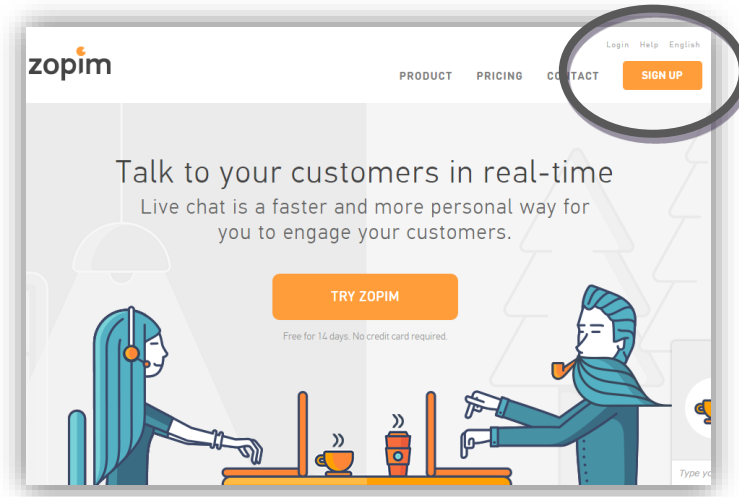 Login Help English
zopim
PRODUCT PRICING CONTACT SIGN UP
Talk to your customers in real-time
Live chat is a faster and more personal way for
you to engage your customers.
TRY ZOPIM
Free for 14 days. No credit card required.
Type